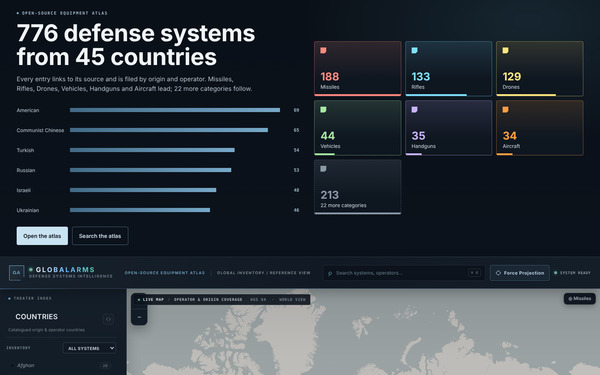 OPEN-SOURCE EQUIPMENT ATLAS
776 defense systems
from 45 countries
Every entry links to its source and is filed by origin and operator. Missiles,
Rifles, Drones, Vehicles, Handguns and Aircraft lead; 22 more categories follow.
American 69
Communist Chinese 65
Turkish 54
Russian 53
Israeli 48
Ukrainian 46
Open the atlas Search the atlas
188
Missiles
133
Rifles
129
Drones
44
Vehicles
35
Handguns
34
Aircraft
213
22 more categories
GA GLOBALARMS
DEFENSE SYSTEMS INTELLIGENCE
OPEN-SOURCE EQUIPMENT ATLAS GLOBAL INVENTORY REFERENCE VIEW
Search systems, operators...
Force Projection
SYSTEM READY
THEATER INDEX
COUNTRIES
Catalogued origin & operator countries
INVENTORY ALL SYSTEMS
Afghan
LIVE MAP / OPERATOR & ORIGIN COVERAGE WGS 84 / WORLD VIEW
Missiles